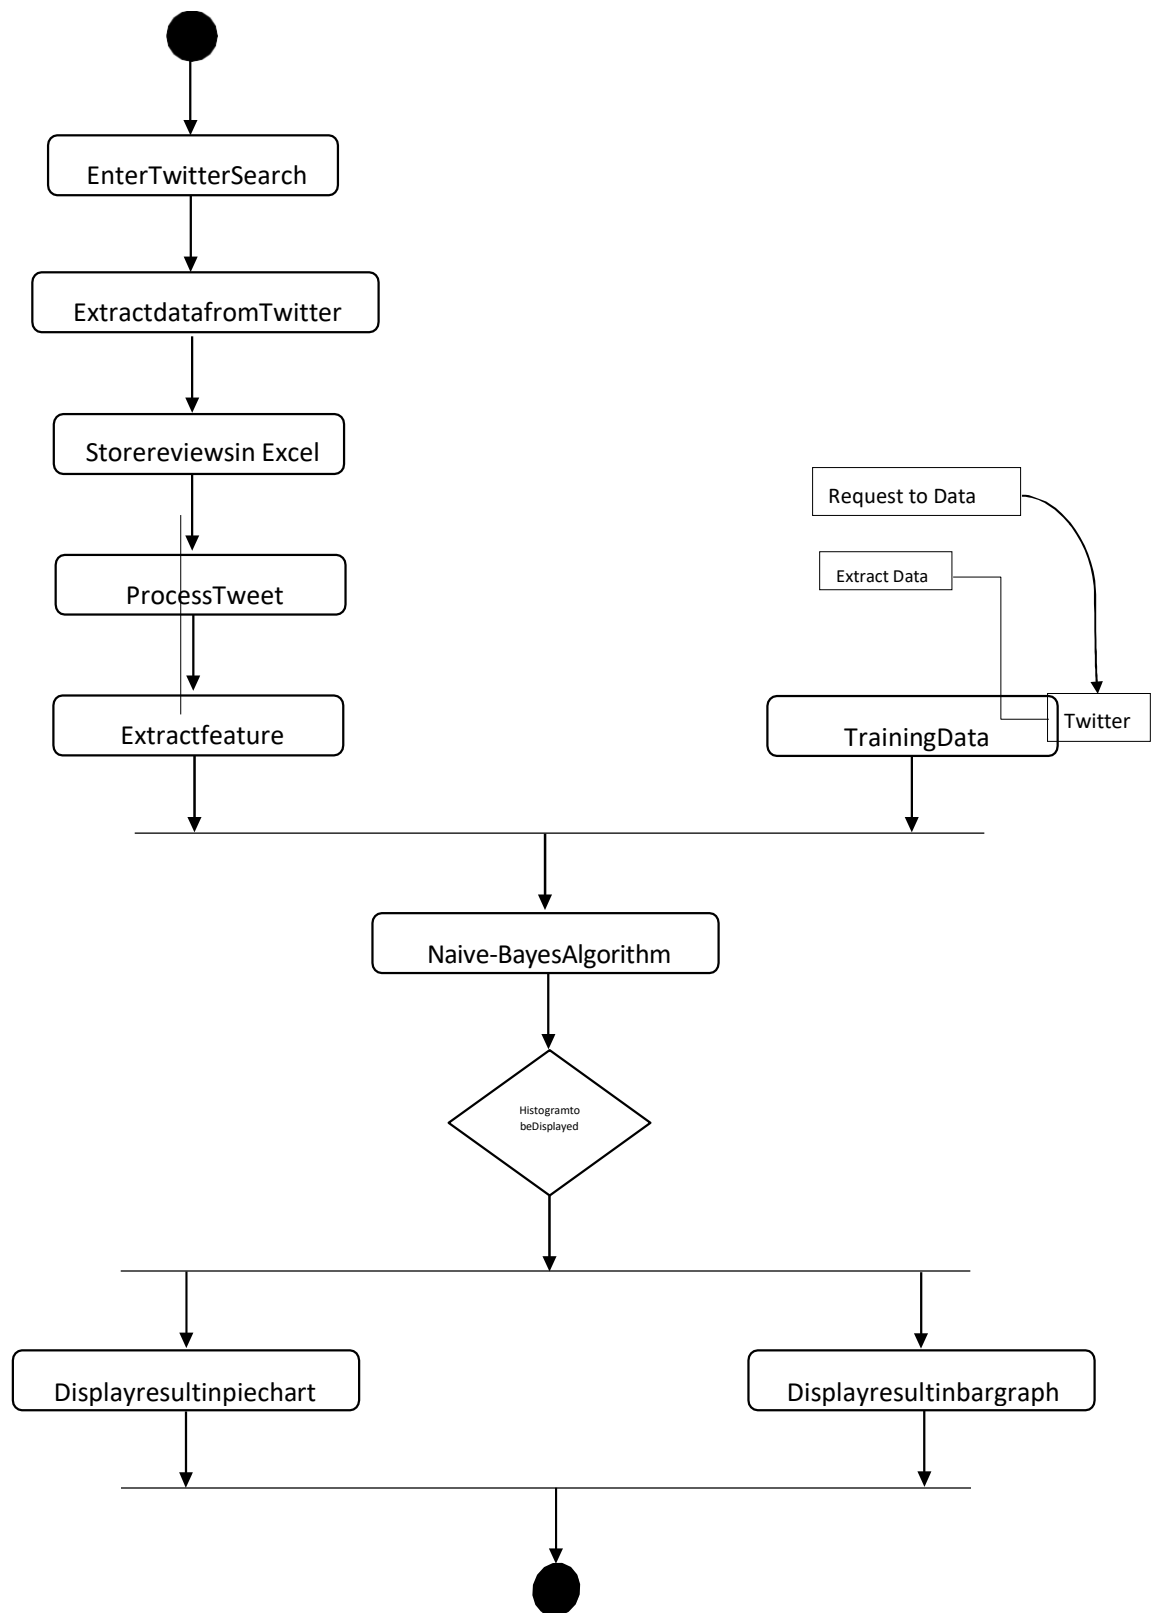 EnterTwitterSearch
ExtractdatafromTwitter
Storereviewsin Excel
Request to Data
Extract Data
ProcessTweet
Extractfeature
Twitter
TrainingData
Naive-BayesAlgorithm
Histogramto
beDisplayed
Displayresultinpiechart
Displayresultinbargraph